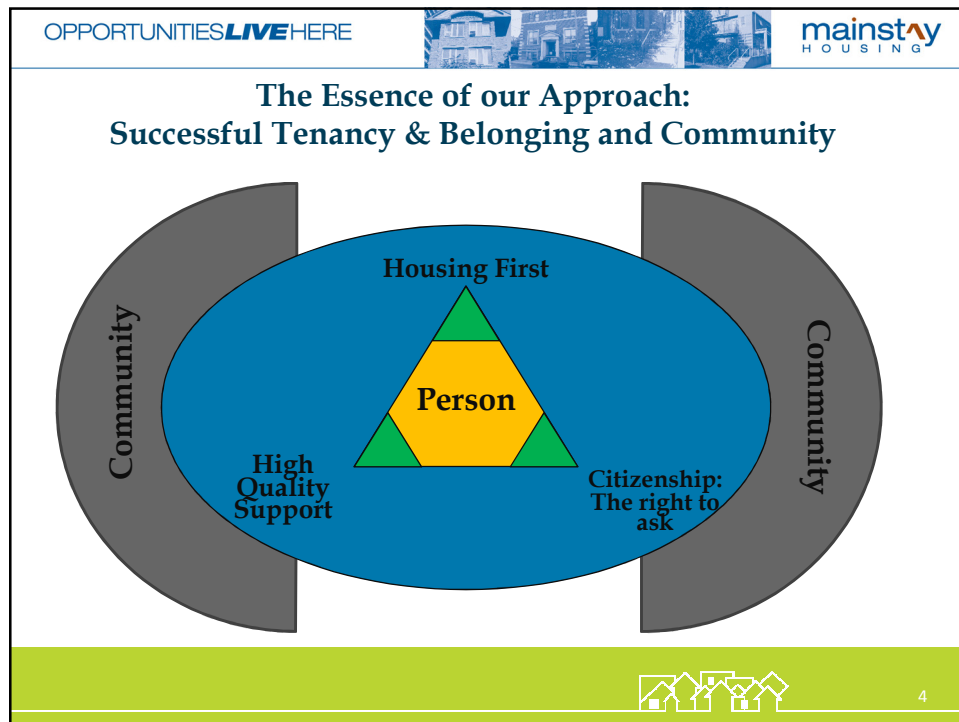 OPPORTUNITIESLIVEHERE
mainstay
HOUSING
The Essence of our Approach:
Successful Tenancy & Belonging and Community
Community
Housing First
Person
High
Quality
Support
Citizenship:
The right to
ask
Community
4